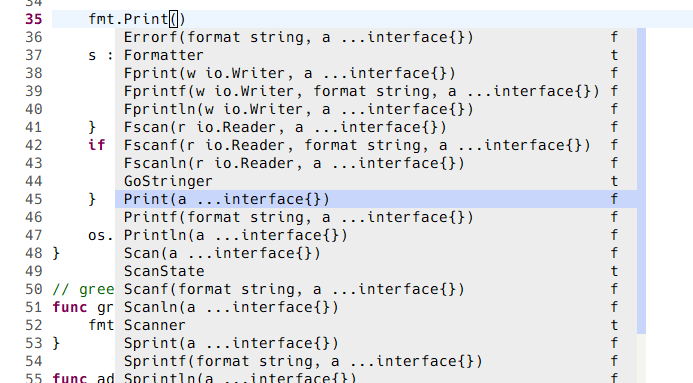 34
35 fmt.Print()
36 Errorf(format string, a ...interface{}) f
37 s : Formatter t
38 Fprint(w io.Writer, a ...interface{}) f
39 Fprintf(w io.Writer, format string, a ...interface{}) f
40 Fprintln(w io.Writer, a ...interface{}) f
41 } Fscan(r io.Reader, a ...interface{}) f
42 if Fscanf(r io.Reader, format string, a ...interface{}) f
43 Fscanln(r io.Reader, a ...interface{}) f
44 GoStringer t
45 } Print(a ...interface{}) f
46 Printf(format string, a ...interface{}) f
47 os. Println(a ...interface{}) f
48 } Scan(a ...interface{}) f
49 ScanState t
50 // gree Scanf(format string, a ...interface{}) f
51 func gr Scanln(a ...interface{}) f
52 fmt Scanner t
53 } Sprint(a ...interface{}) f
54 Sprintf(format string, a ...interface{}) f
55 func ad Sprintln(a ...interface{}) f